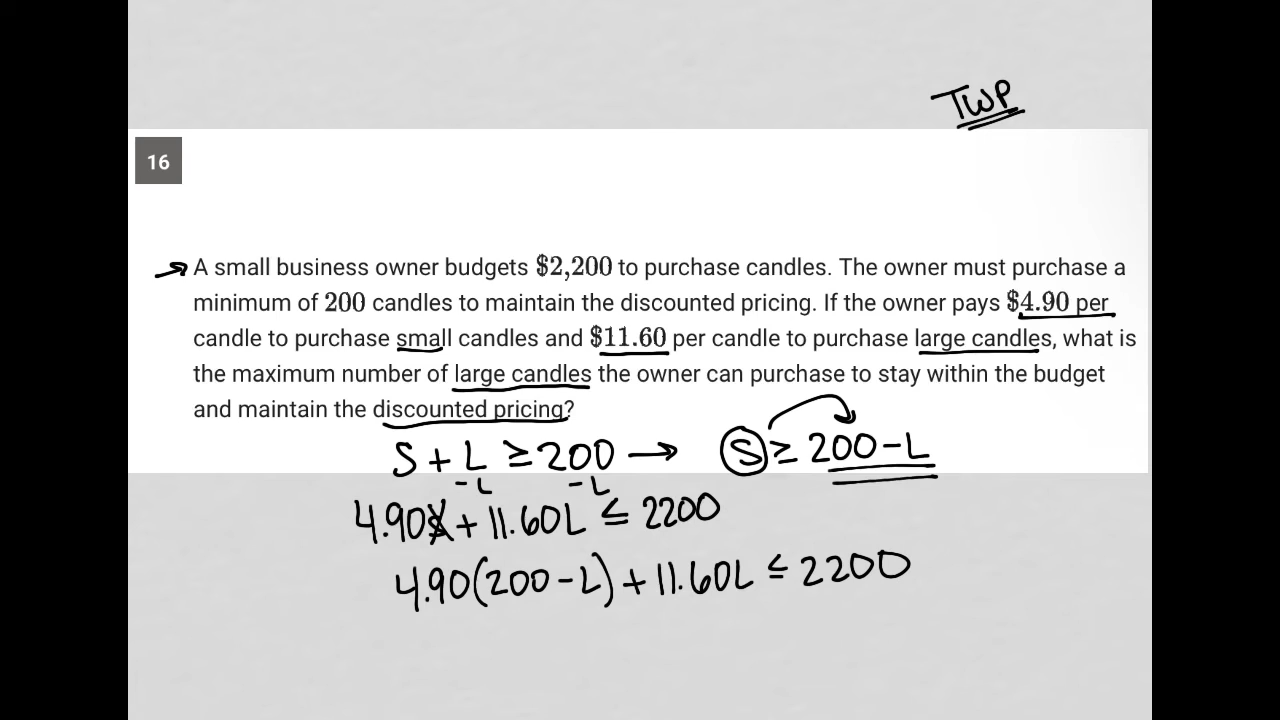 TWP
16
A small business owner budgets $2,200 to purchase candles. The owner must purchase a
minimum of 200 candles to maintain the discounted pricing. If the owner pays $4.90 per
candle to purchase small candles and $11.60 per candle to purchase large candles, what is
the maximum number of large candles the owner can purchase to stay within the budget
and maintain the discounted pricing?
S + L ≥ 200 → S ≥ 200 - L
-L -L
4.90s + 11.60L ≤ 2200
4.90(200 - L) + 11.60L ≤ 2200